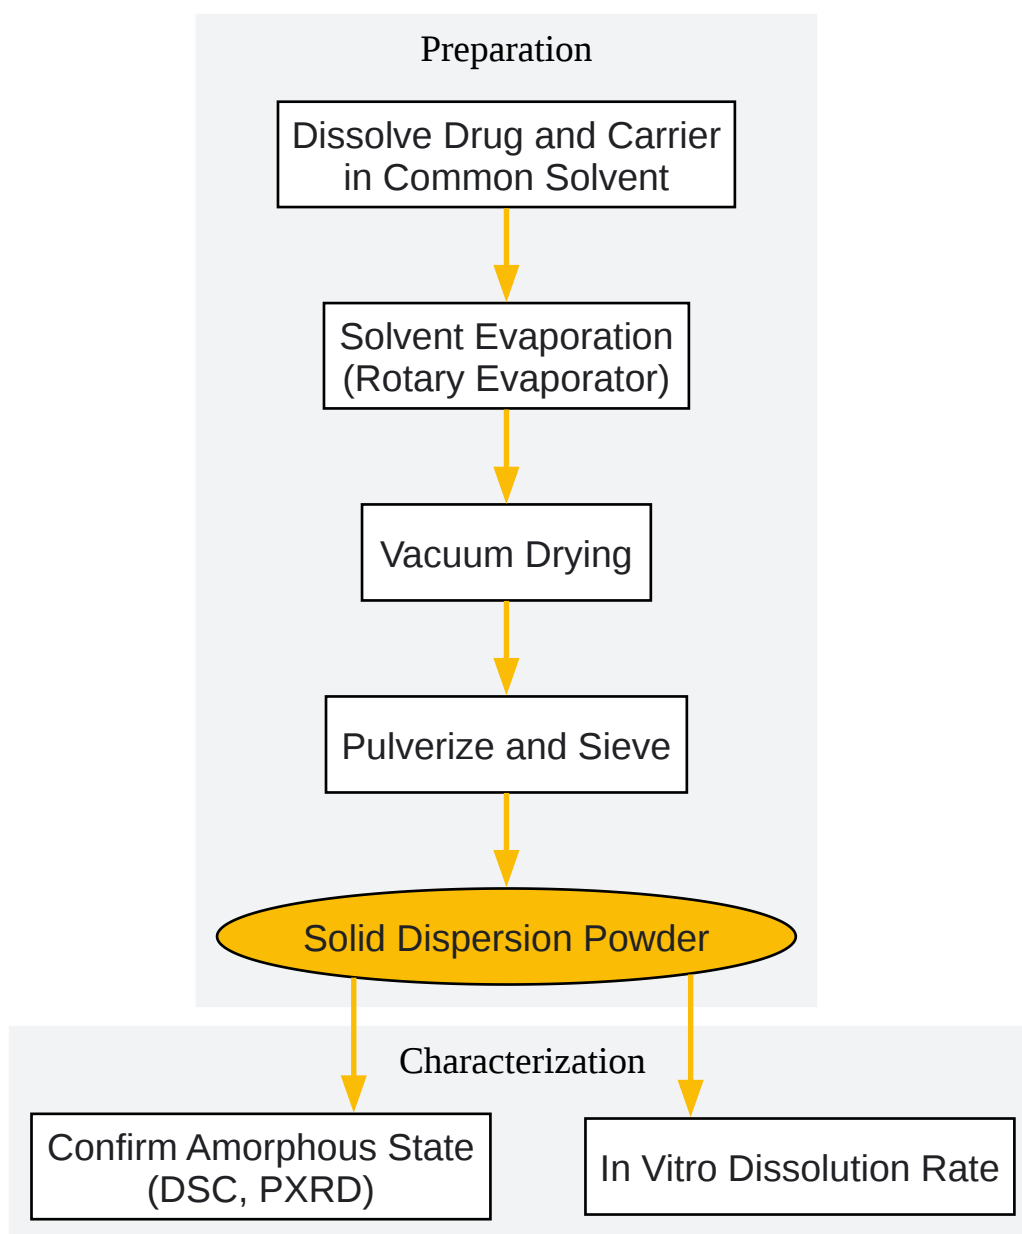 Preparation
Dissolve Drug and Carrier
in Common Solvent
Solvent Evaporation
(Rotary Evaporator)
Vacuum Drying
Pulverize and Sieve
Solid Dispersion Powder
Characterization
Confirm Amorphous State
(DSC, PXRD)
In Vitro Dissolution Rate